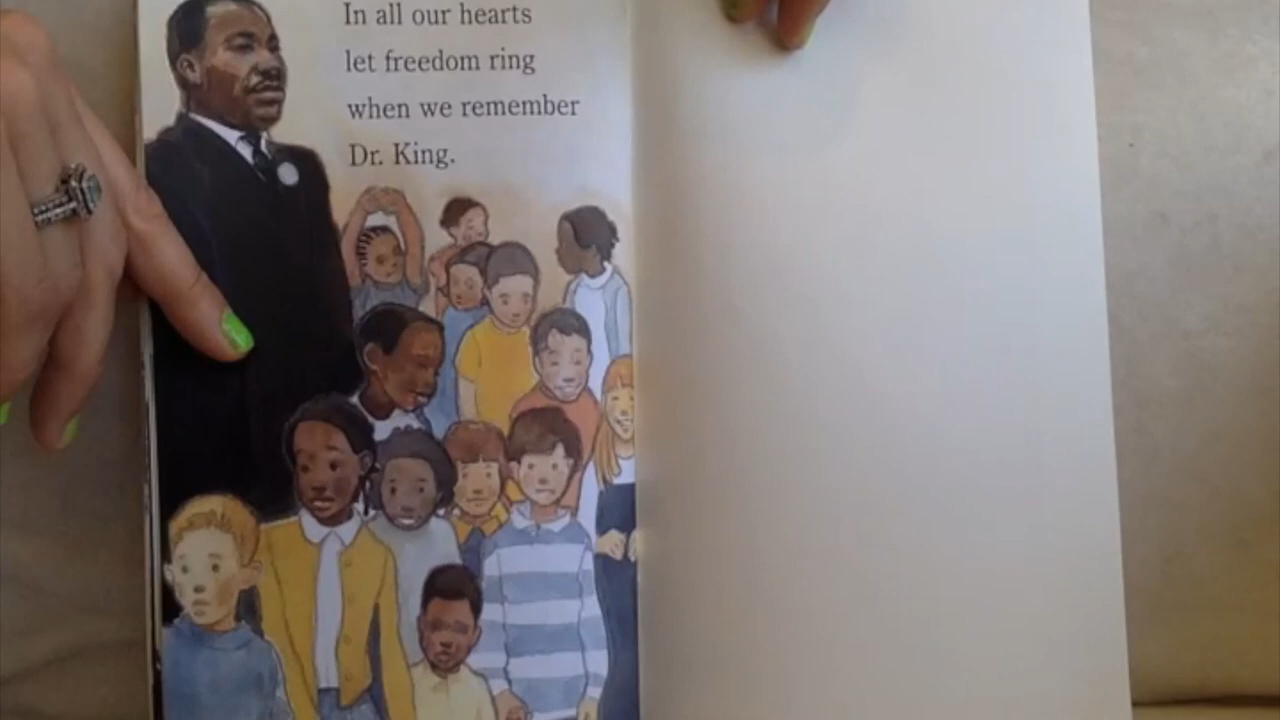 In all our hearts
let freedom ring
when we remember
Dr. King.